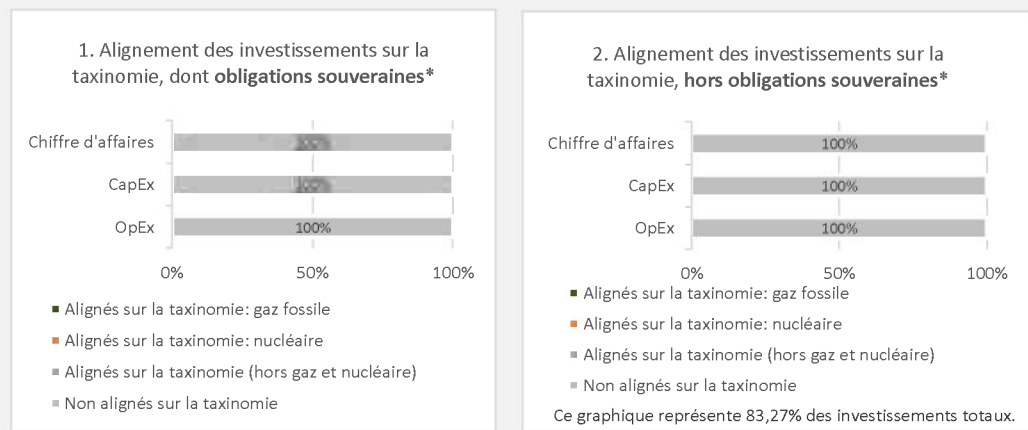 1. Alignement des investissements sur la
taxinomie, dont obligations souveraines*
Chiffre d'affaires
CapEx
OpEx
100%
0%
50%
100%
Alignés sur la taxinomie: gaz fossile
Alignés sur la taxinomie: nucléaire
Alignés sur la taxinomie (hors gaz et nucléaire)
Non alignés sur la taxinomie
2. Alignement des investissements sur la
taxinomie, hors obligations souveraines*
Chiffre d'affaires
100%
CapEx
100%
OpEx
100%
0%
50%
100%
Alignés sur la taxinomie: gaz fossile
Alignés sur la taxinomie: nucléaire
Alignés sur la taxinomie (hors gaz et nucléaire)
Non alignés sur la taxinomie
Ce graphique représente 83,27% des investissements totaux.